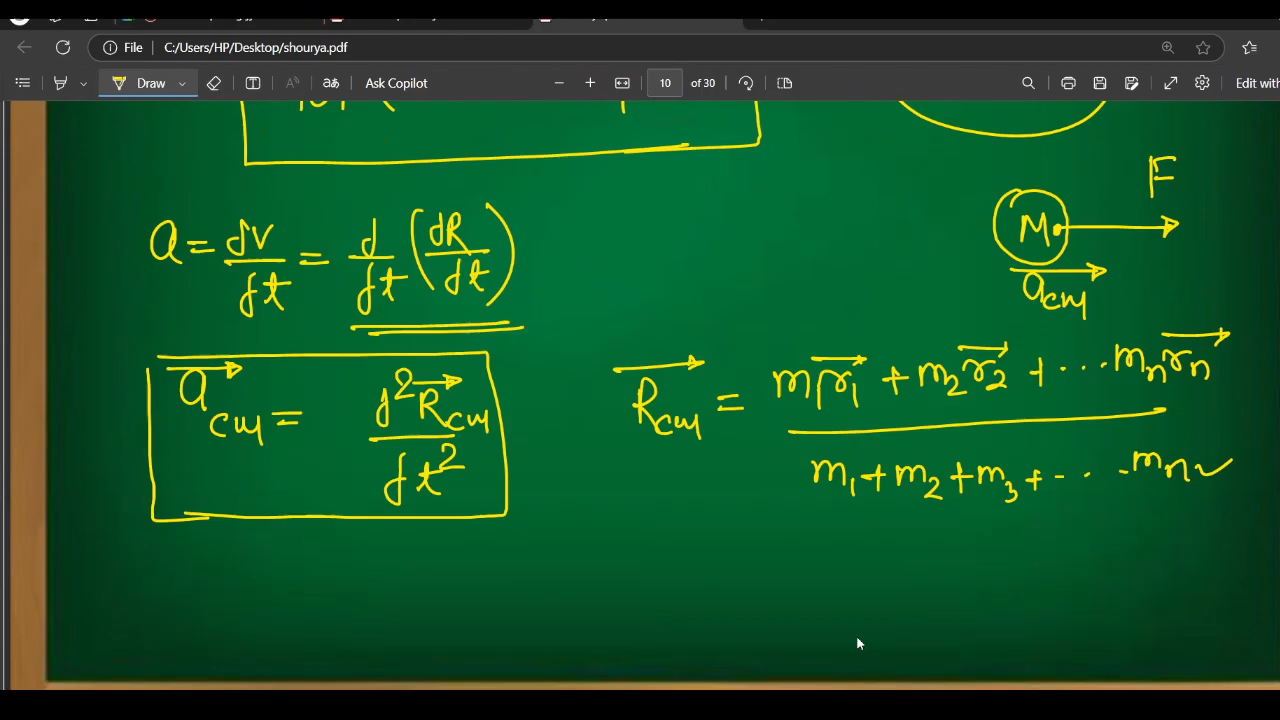 File | C:/Users/HP/Desktop/shourya.pdf
Draw Ask Copilot 10 of 30 Edit with
F
M
a = dv/dt = d/dt (dR/dt)
acm
acm = d²Rcm/dt²
Rcm = m1r1 + m2r2 + ... mnrn
m1 + m2 + m3 + - . . - mn